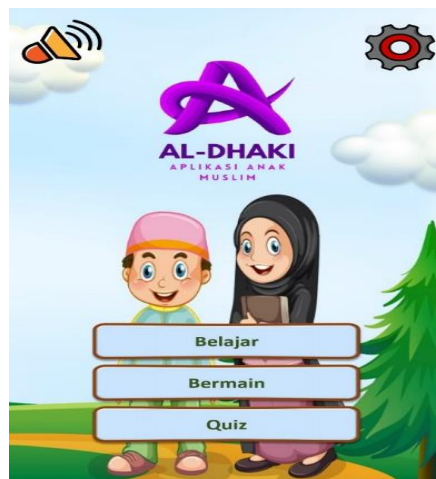 AL-DHAKI
APLIKASI ANAK
MUSLIM
Belajar
Bermain
Quiz